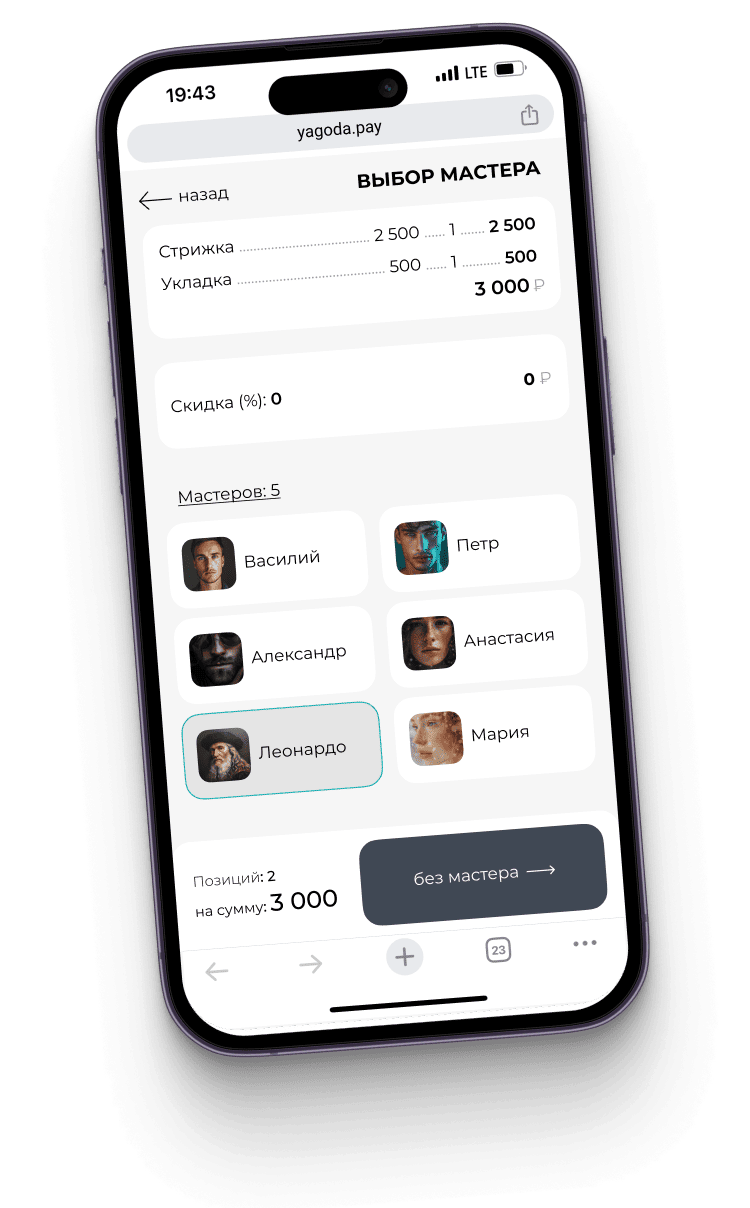 19:43 LTE
yagoda.pay
назад ВЫБОР МАСТЕРА
Стрижка 2 500 1 2 500
Укладка 500 1 500
3 000 ₽
Скидка (%): 0 0 ₽
Мастеров: 5
Василий Петр
Александр Анастасия
Леонардо Мария
Позиций: 2
на сумму: 3 000
без мастера
23